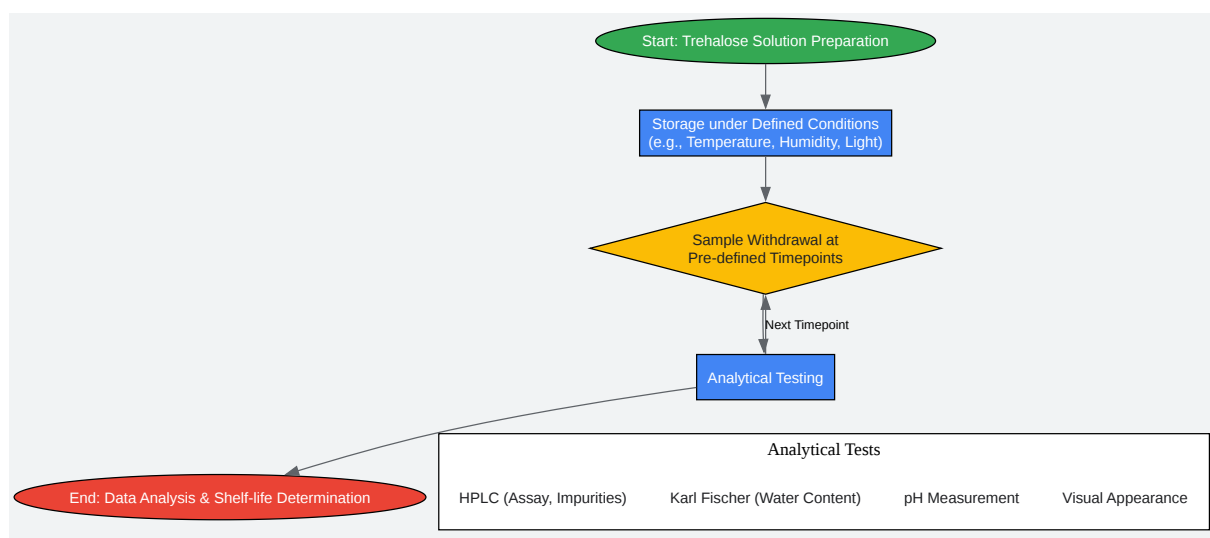 Start: Trehalose Solution Preparation
Storage under Defined Conditions
(e.g., Temperature, Humidity, Light)
Sample Withdrawal at
Pre-defined Timepoints
Next Timepoint
Analytical Testing
Analytical Tests
End: Data Analysis & Shelf-life Determination
HPLC (Assay, Impurities)
Karl Fischer (Water Content)
pH Measurement
Visual Appearance